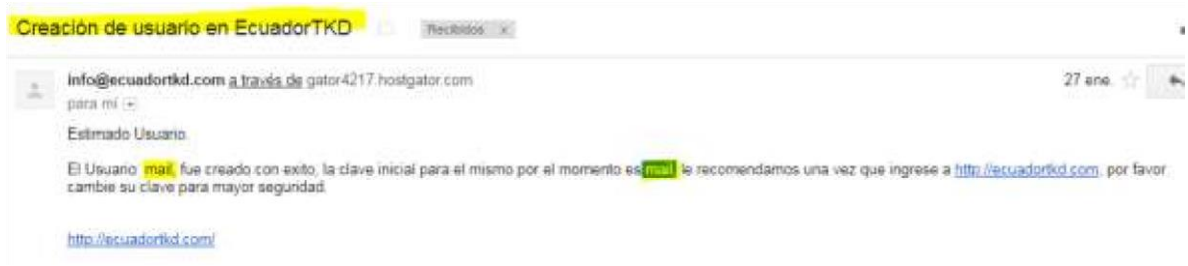 Creación de usuario en EcuadorTKD
Recibidos x
info@ecuadortkd.com a través de gator4217.hostgator.com
27 ene.
para mí
Estimado Usuario.
El Usuario mail, fue creado con exito, la clave inicial para el mismo por el momento es mail, le recomendamos una vez que ingrese a http://ecuadortkd.com, por favor
cambie su clave para mayor seguridad.
http://ecuadortkd.com/